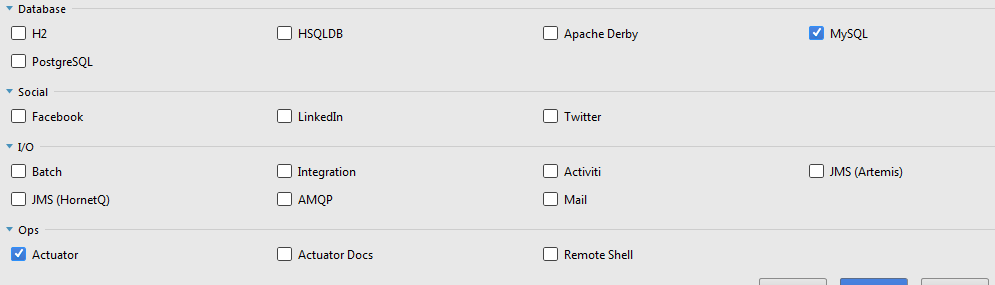 Database
H2 HSQLDB Apache Derby MySQL
PostgreSQL
Social
Facebook LinkedIn Twitter
I/O
Batch Integration Activiti JMS (Artemis)
JMS (HornetQ) AMQP Mail
Ops
Actuator Actuator Docs Remote Shell